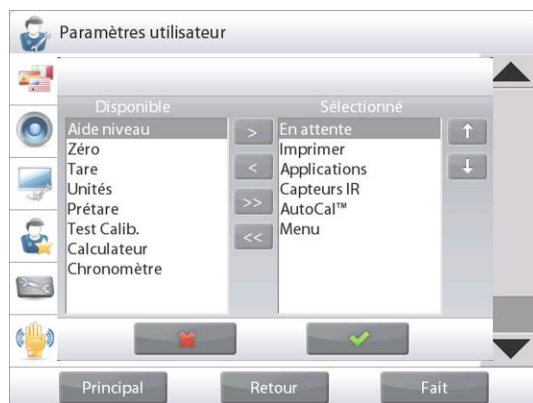 Paramètres utilisateur
Disponible
Sélectionné
Aide niveau
Zéro
Tare
Unités
Prétare
Test Calib.
Calculateur
Chronomètre
>
<
>>
<<
En attente
Imprimer
Applications
Capteurs IR
AutoCal™
Menu
↑
↓
Principal
Retour
Fait